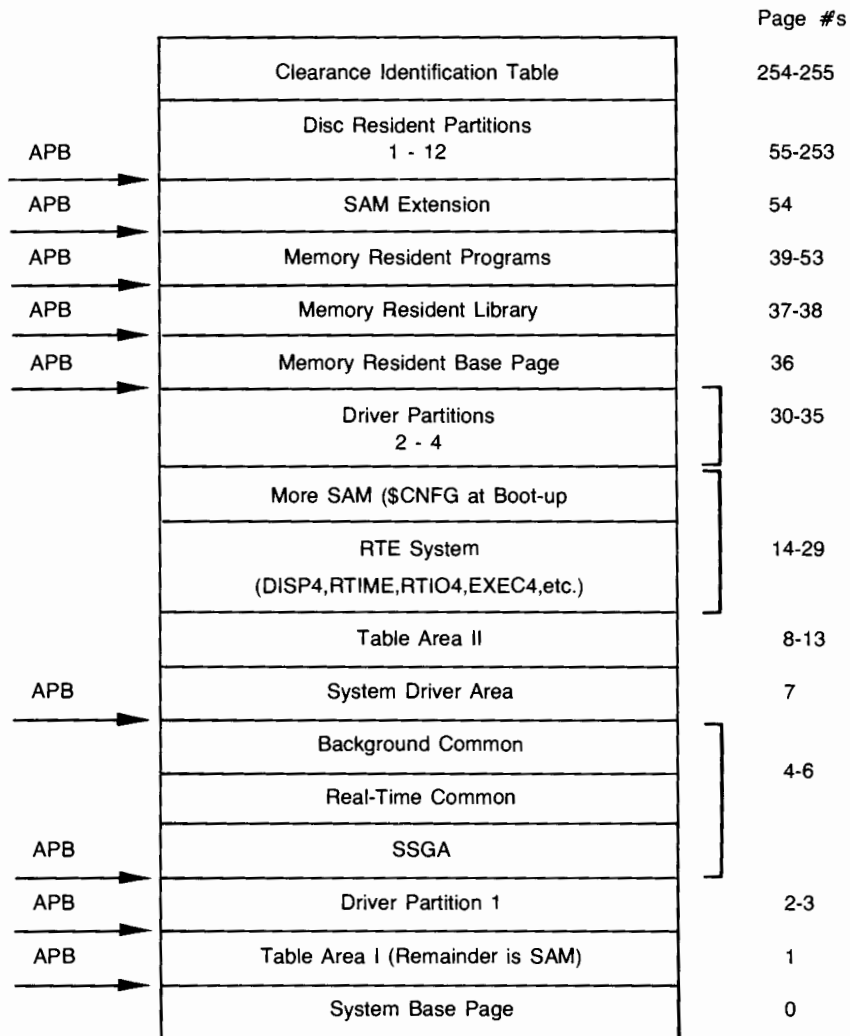 Page #s
Clearance Identification Table 254-255
Disc Resident Partitions
APB 1 - 12 55-253
APB SAM Extension 54
APB Memory Resident Programs 39-53
APB Memory Resident Library 37-38
APB Memory Resident Base Page 36
Driver Partitions 30-35
2 - 4
More SAM ($CNFG at Boot-up
RTE System 14-29
(DISP4,RTIME,RTIO4,EXEC4,etc.)
Table Area II 8-13
APB System Driver Area 7
Background Common
4-6
Real-Time Common
APB SSGA
APB Driver Partition 1 2-3
APB Table Area I (Remainder is SAM) 1
System Base Page 0